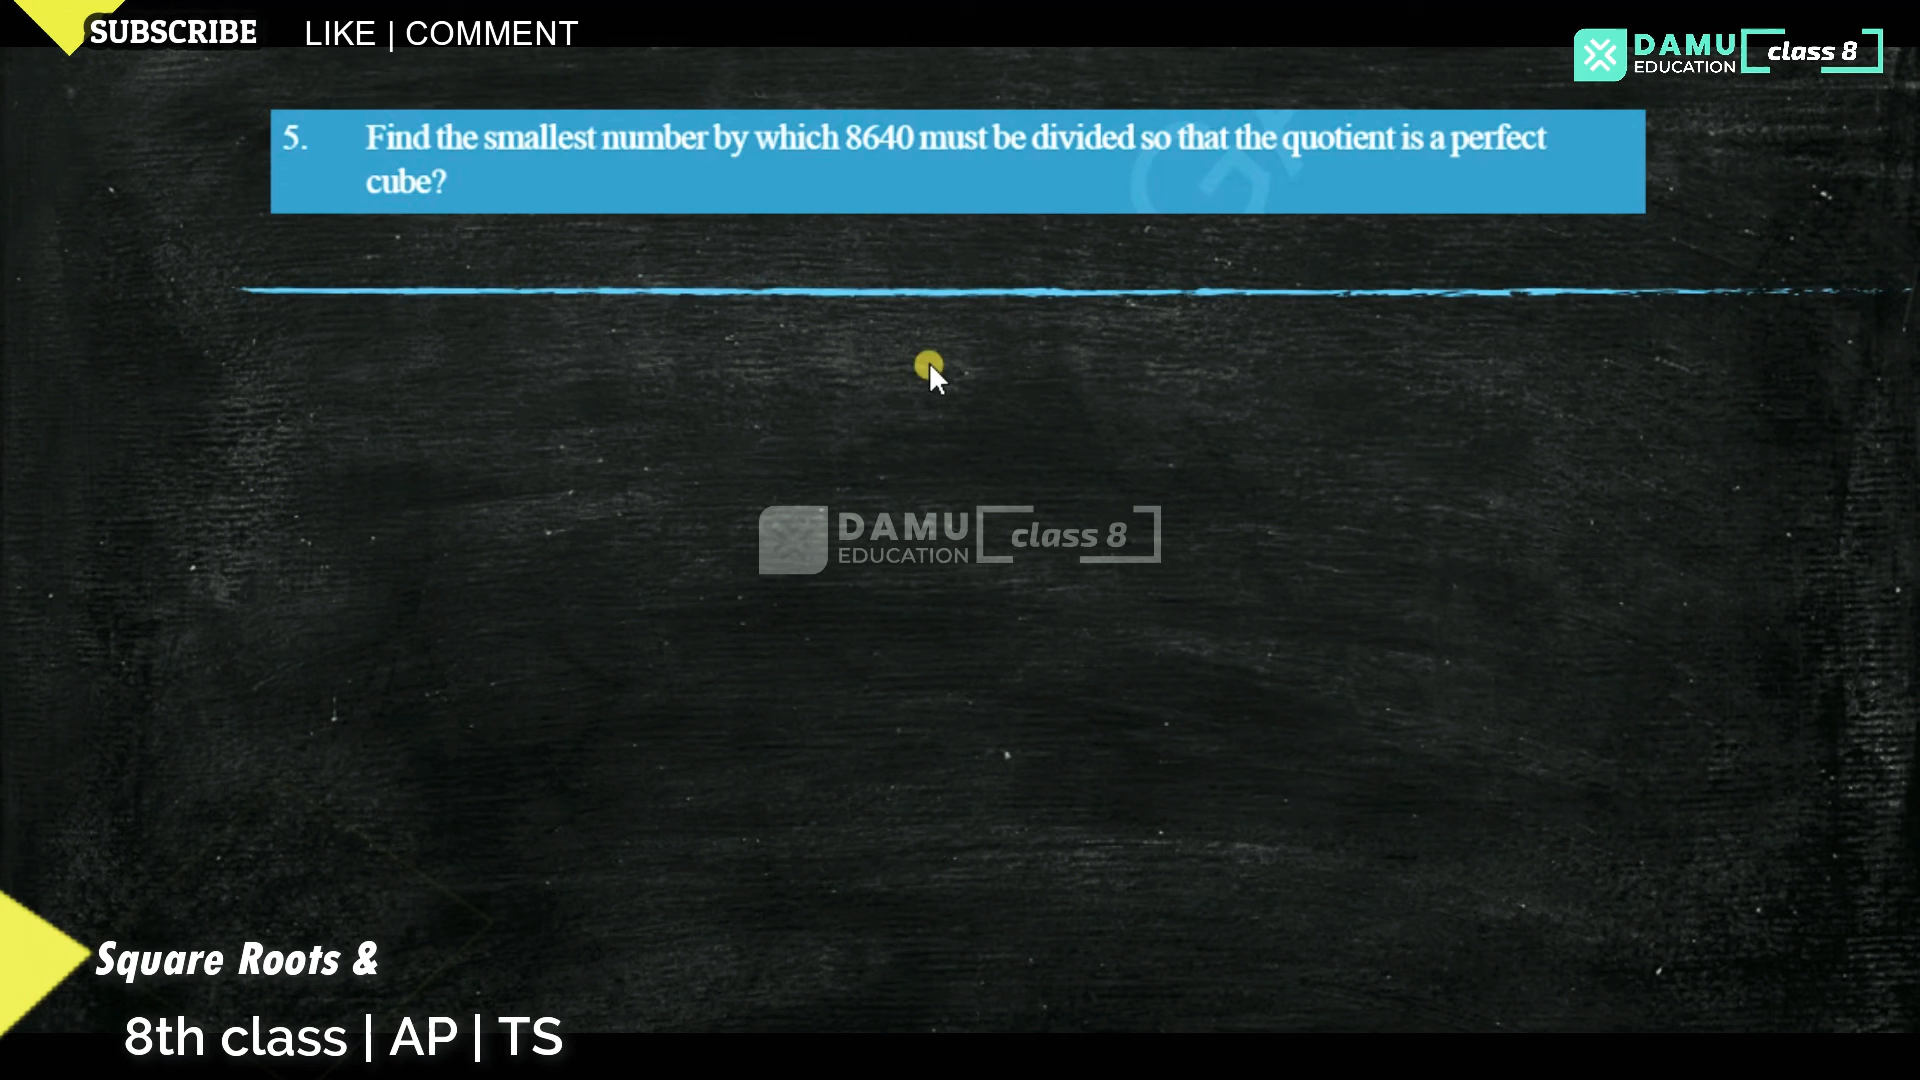 SUBSCRIBE LIKE | COMMENT
DAMU EDUCATION class 8
5. Find the smallest number by which 8640 must be divided so that the quotient is a perfect
cube?
DAMU EDUCATION class 8
Square Roots &
8th class | AP | TS